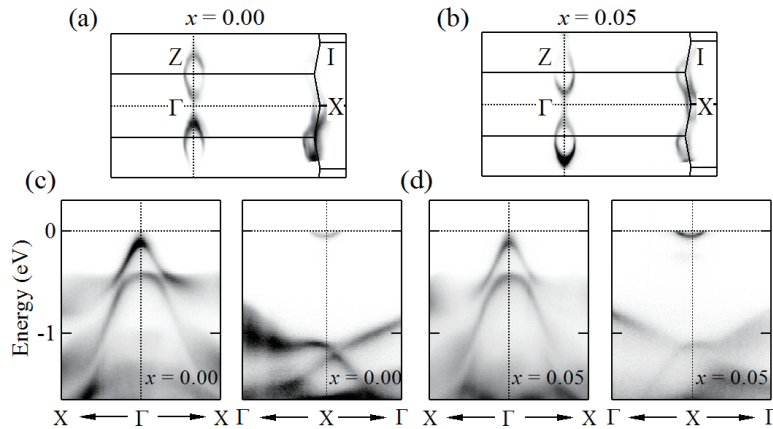 (a) x = 0.00
(b) x = 0.05
Z I
Γ X
Z I
Γ X
(c)
(d)
Energy (eV)
0
-1
x = 0.00
x = 0.00
x = 0.05
x = 0.05
X Γ X
Γ X Γ
X Γ X
Γ X Γ